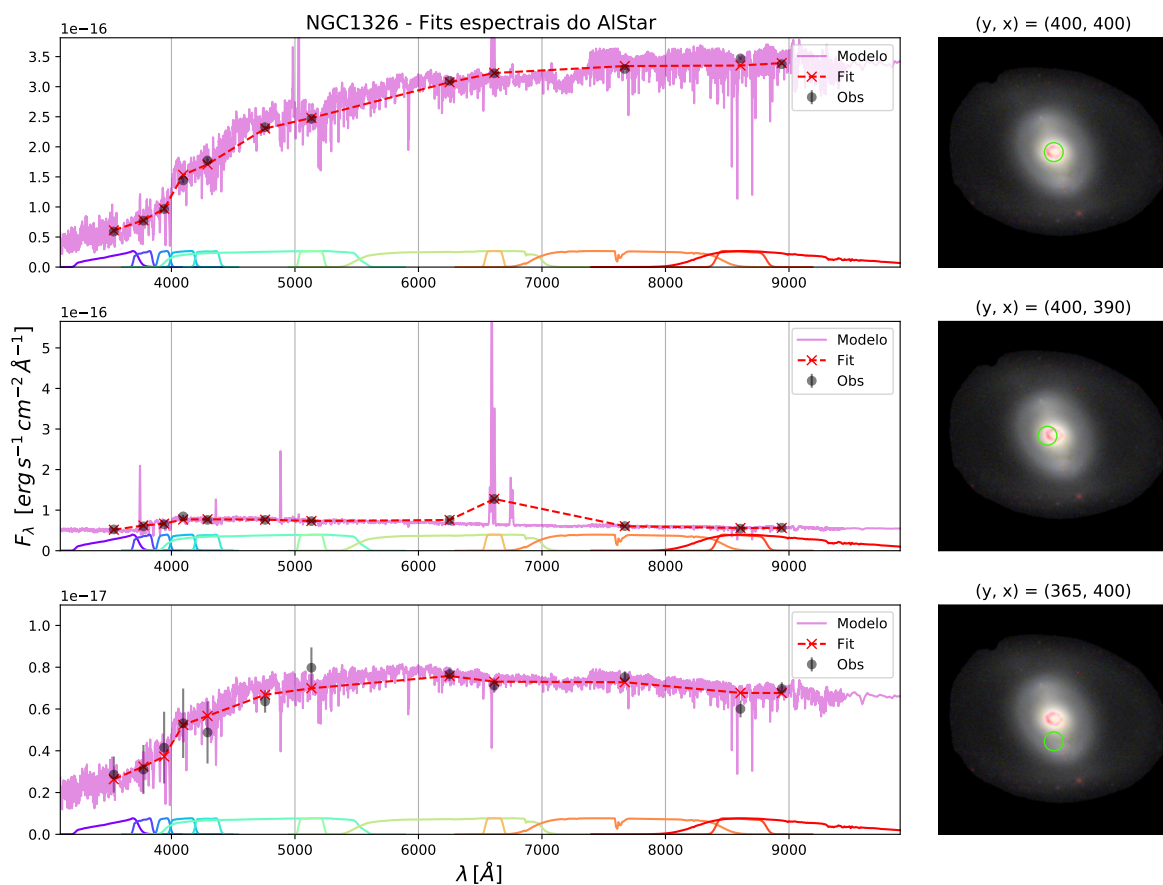 NGC1326 - Fits espectrais do AlStar
(y, x) = (400, 400)
1e−16
3.5
3.0
2.5
2.0
1.5
1.0
0.5
0.0
Modelo
Fit
Obs
4000 5000 6000 7000 8000 9000
(y, x) = (400, 390)
1e−16
5
4
3
2
1
0
Modelo
Fit
Obs
4000 5000 6000 7000 8000 9000
F_λ [erg s⁻¹ cm⁻² Å⁻¹]
(y, x) = (365, 400)
1e−17
1.0
0.8
0.6
0.4
0.2
0.0
Modelo
Fit
Obs
4000 5000 6000 7000 8000 9000
λ [Å]